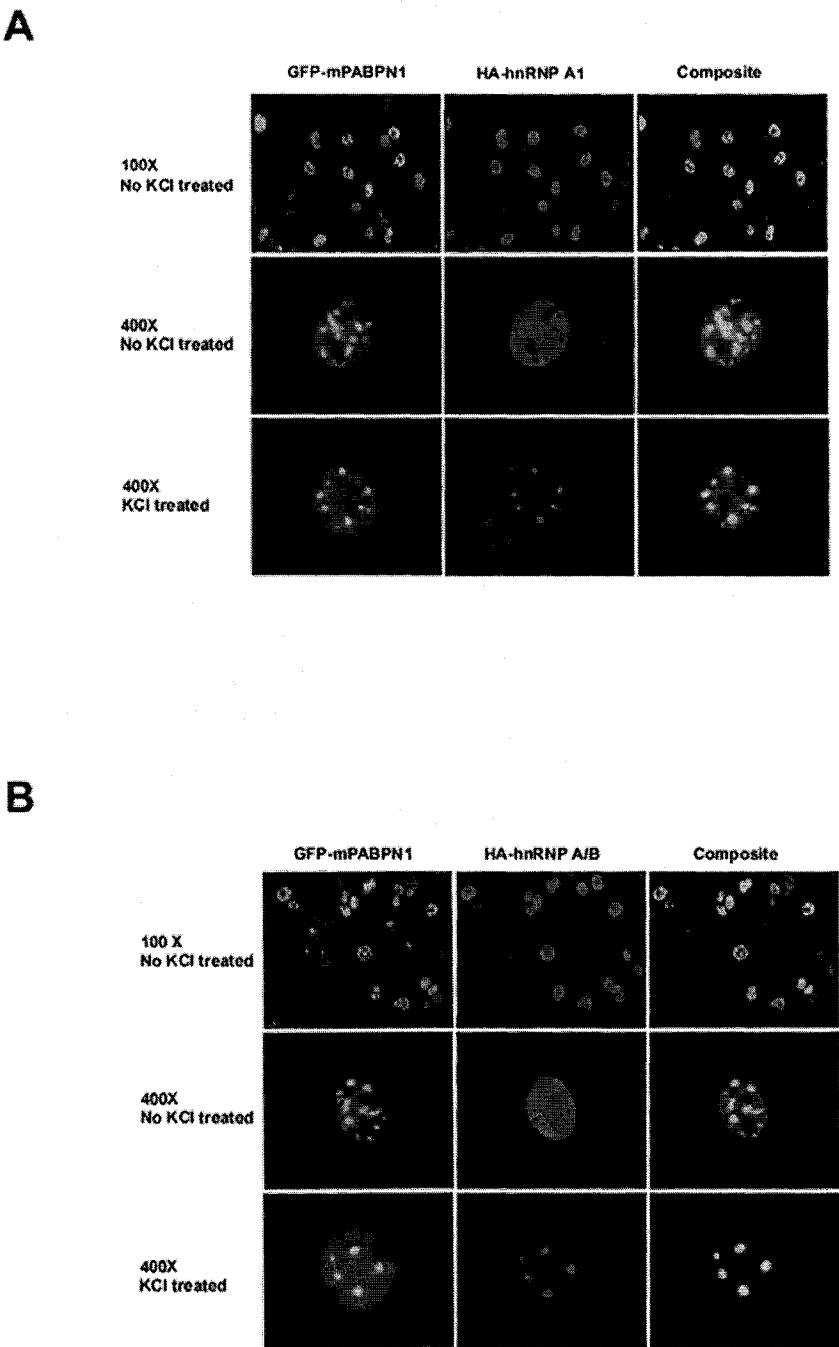 A
GFP-mPABPN1 HA-hnRNP A1 Composite
100X
No KCl treated
400X
No KCl treated
400X
KCl treated
B
GFP-mPABPN1 HA-hnRNP A/B Composite
100 X
No KCl treated
400X
No KCl treated
400X
KCl treated